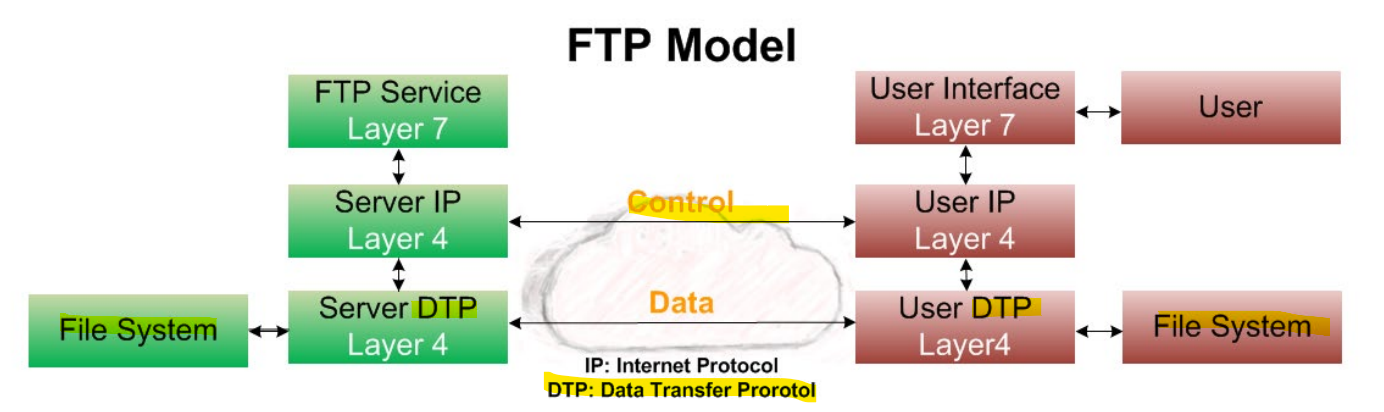 FTP Model
FTP Service
Layer 7
User Interface
Layer 7
User
Server IP
Layer 4
Control
User IP
Layer 4
File System
Server DTP
Layer 4
Data
User DTP
Layer4
File System
IP: Internet Protocol
DTP: Data Transfer Prorotol